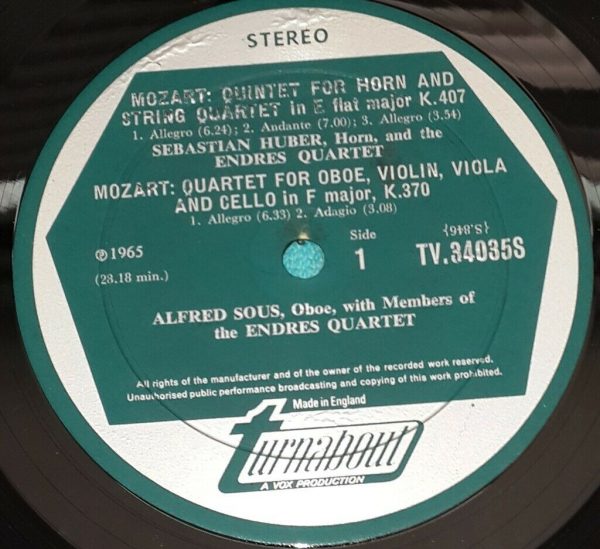 STEREO
MOZART: QUINTET FOR HORN AND
STRING QUARTET in E flat major K.407
1. Allegro (6.24); 2. Andante (7.00); 3. Allegro (3.54)
SEBASTIAN HUBER, Horn, and the
ENDRES QUARTET
MOZART: QUARTET FOR OBOE, VIOLIN, VIOLA
AND CELLO in F major, K.370
1. Allegro (6.33) 2. Adagio (3.08)
℗ 1965
(23.18 min.)
Side
1
{S.846}
TV.34035S
ALFRED SOUS, Oboe, with Members of
the ENDRES QUARTET
All rights of the manufacturer and of the owner of the recorded work reserved.
Unauthorised public performance broadcasting and copying of this work prohibited.
Made in England
turnabout
A VOX PRODUCTION